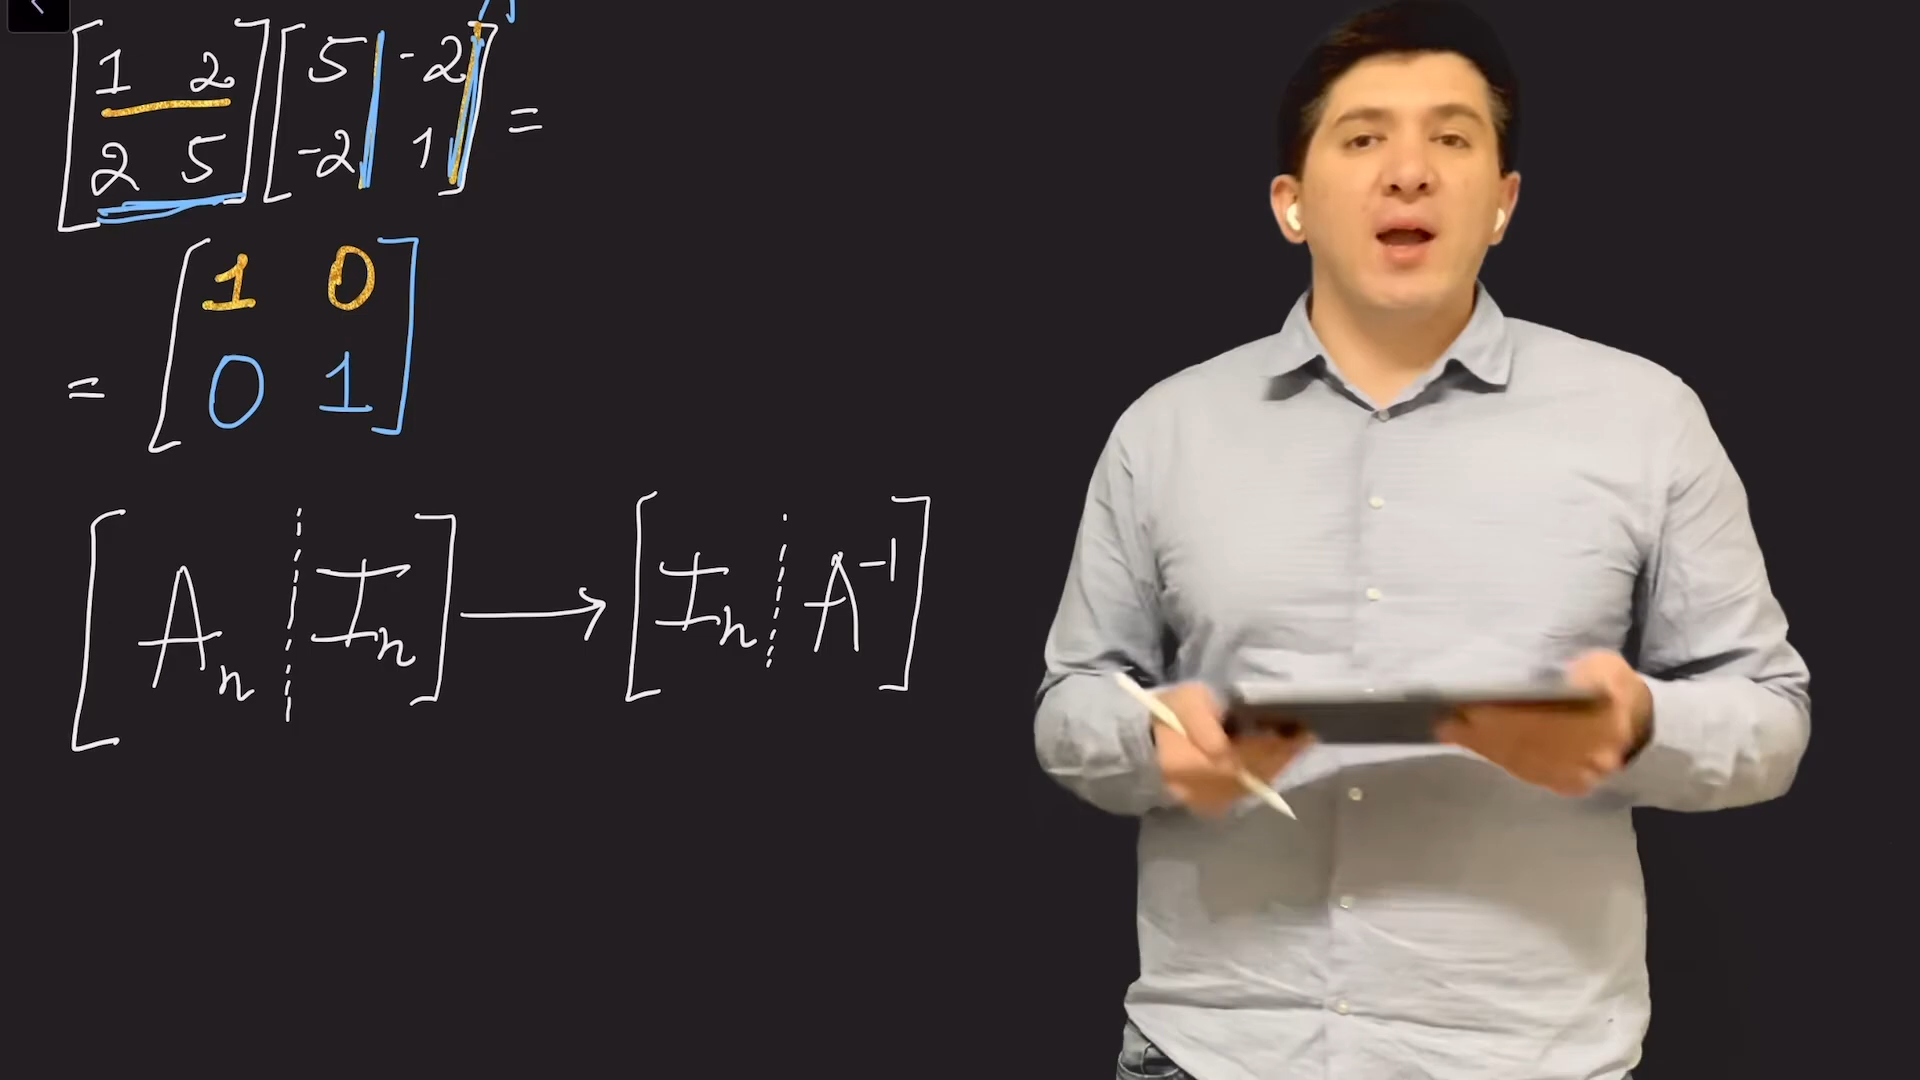 [1 2 [5 -2
2 5] -2 1] =
= [1 0
0 1]
[Aₙ ¦ Iₙ] → [Iₙ ¦ A⁻¹]